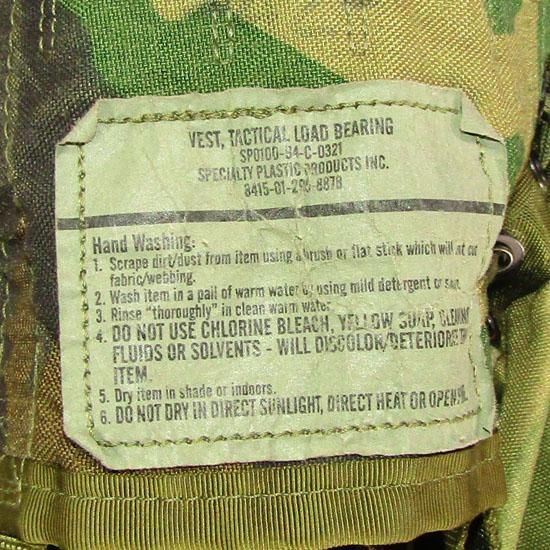 VEST, TACTICAL LOAD BEARING
SP0100-94-C-0321
SPECIALTY PLASTIC PRODUCTS INC.
8415-01-296-8878
Hand Washing:
1. Scrape dirt/dust from item using a brush or flat stick which will not cut
fabric/webbing.
2. Wash item in a pail of warm water by using mild detergent or soap.
3. Rinse "thoroughly" in clean warm water.
4. DO NOT USE CHLORINE BLEACH, YELLOW SOAP, CLEANING
FLUIDS OR SOLVENTS - WILL DISCOLOR/DETERIORATE
ITEM.
5. Dry item in shade or indoors.
6. DO NOT DRY IN DIRECT SUNLIGHT, DIRECT HEAT OR OPEN